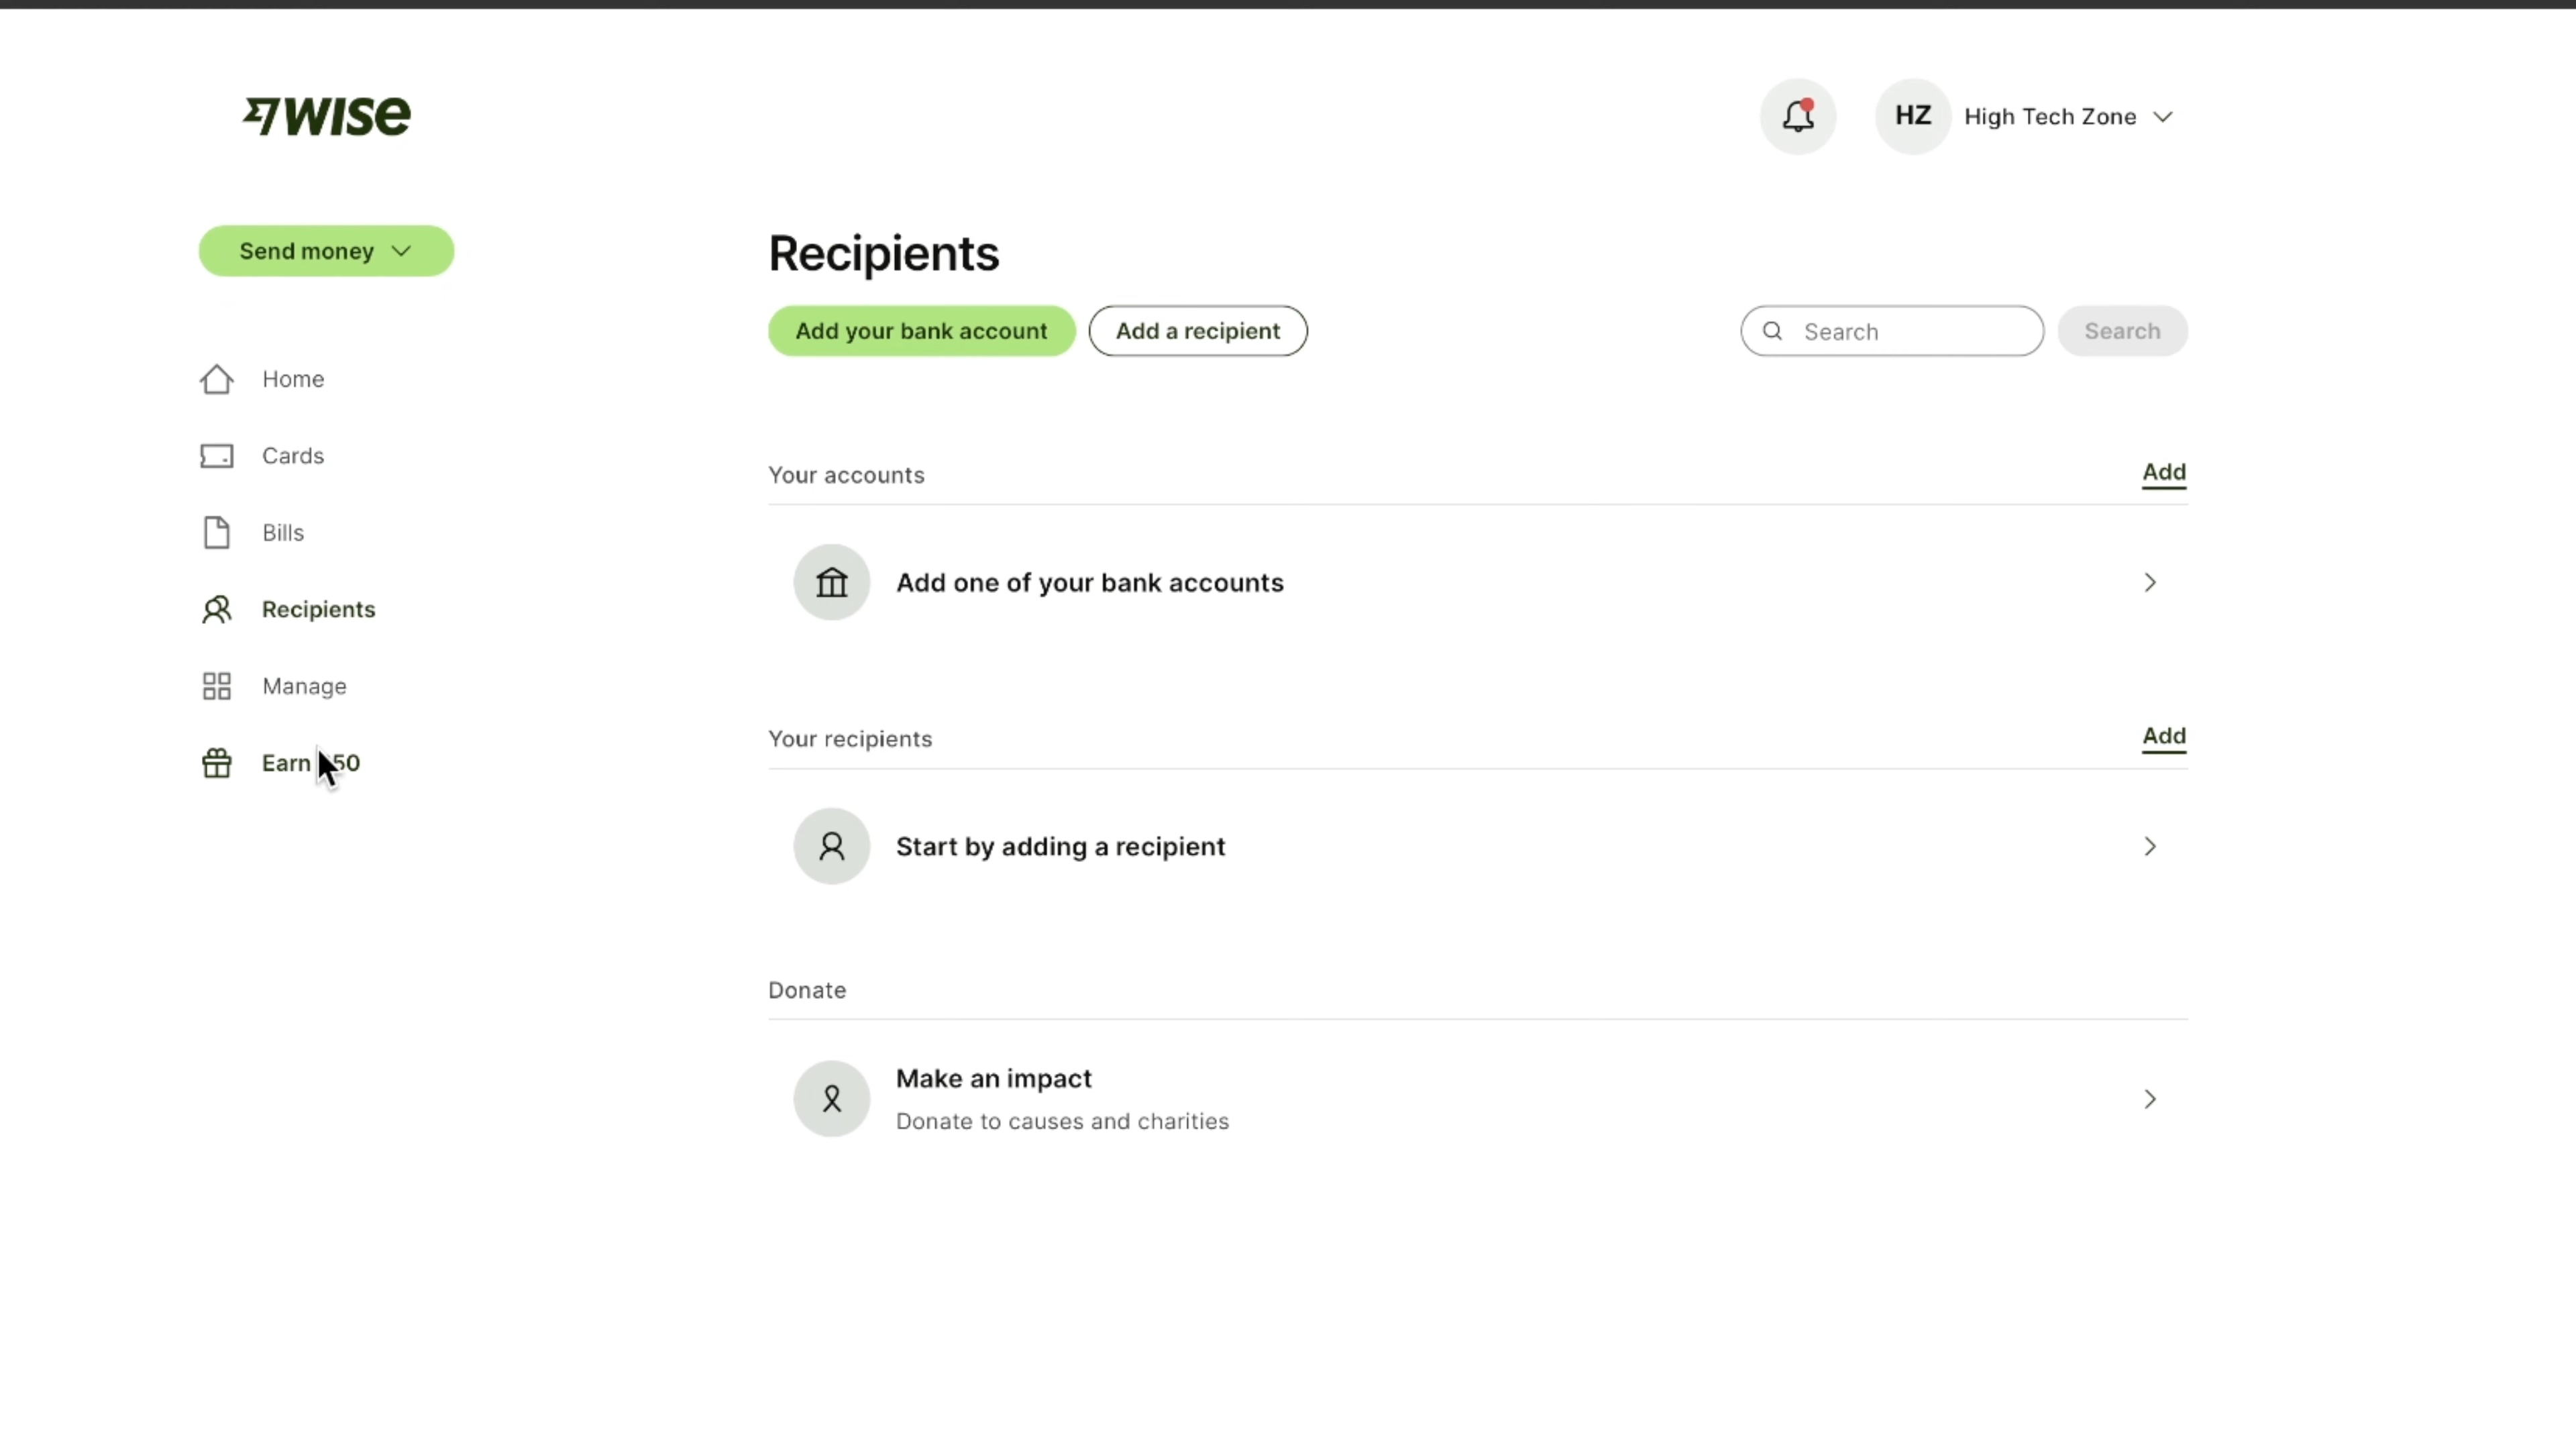 WISE
HZ
High Tech Zone
Send money
Home
Cards
Bills
Recipients
Manage
Earn
Recipients
Add your bank account
Add a recipient
Search
Search
Your accounts
Add
Add one of your bank accounts
Your recipients
Add
Start by adding a recipient
Donate
Make an impact
Donate to causes and charities